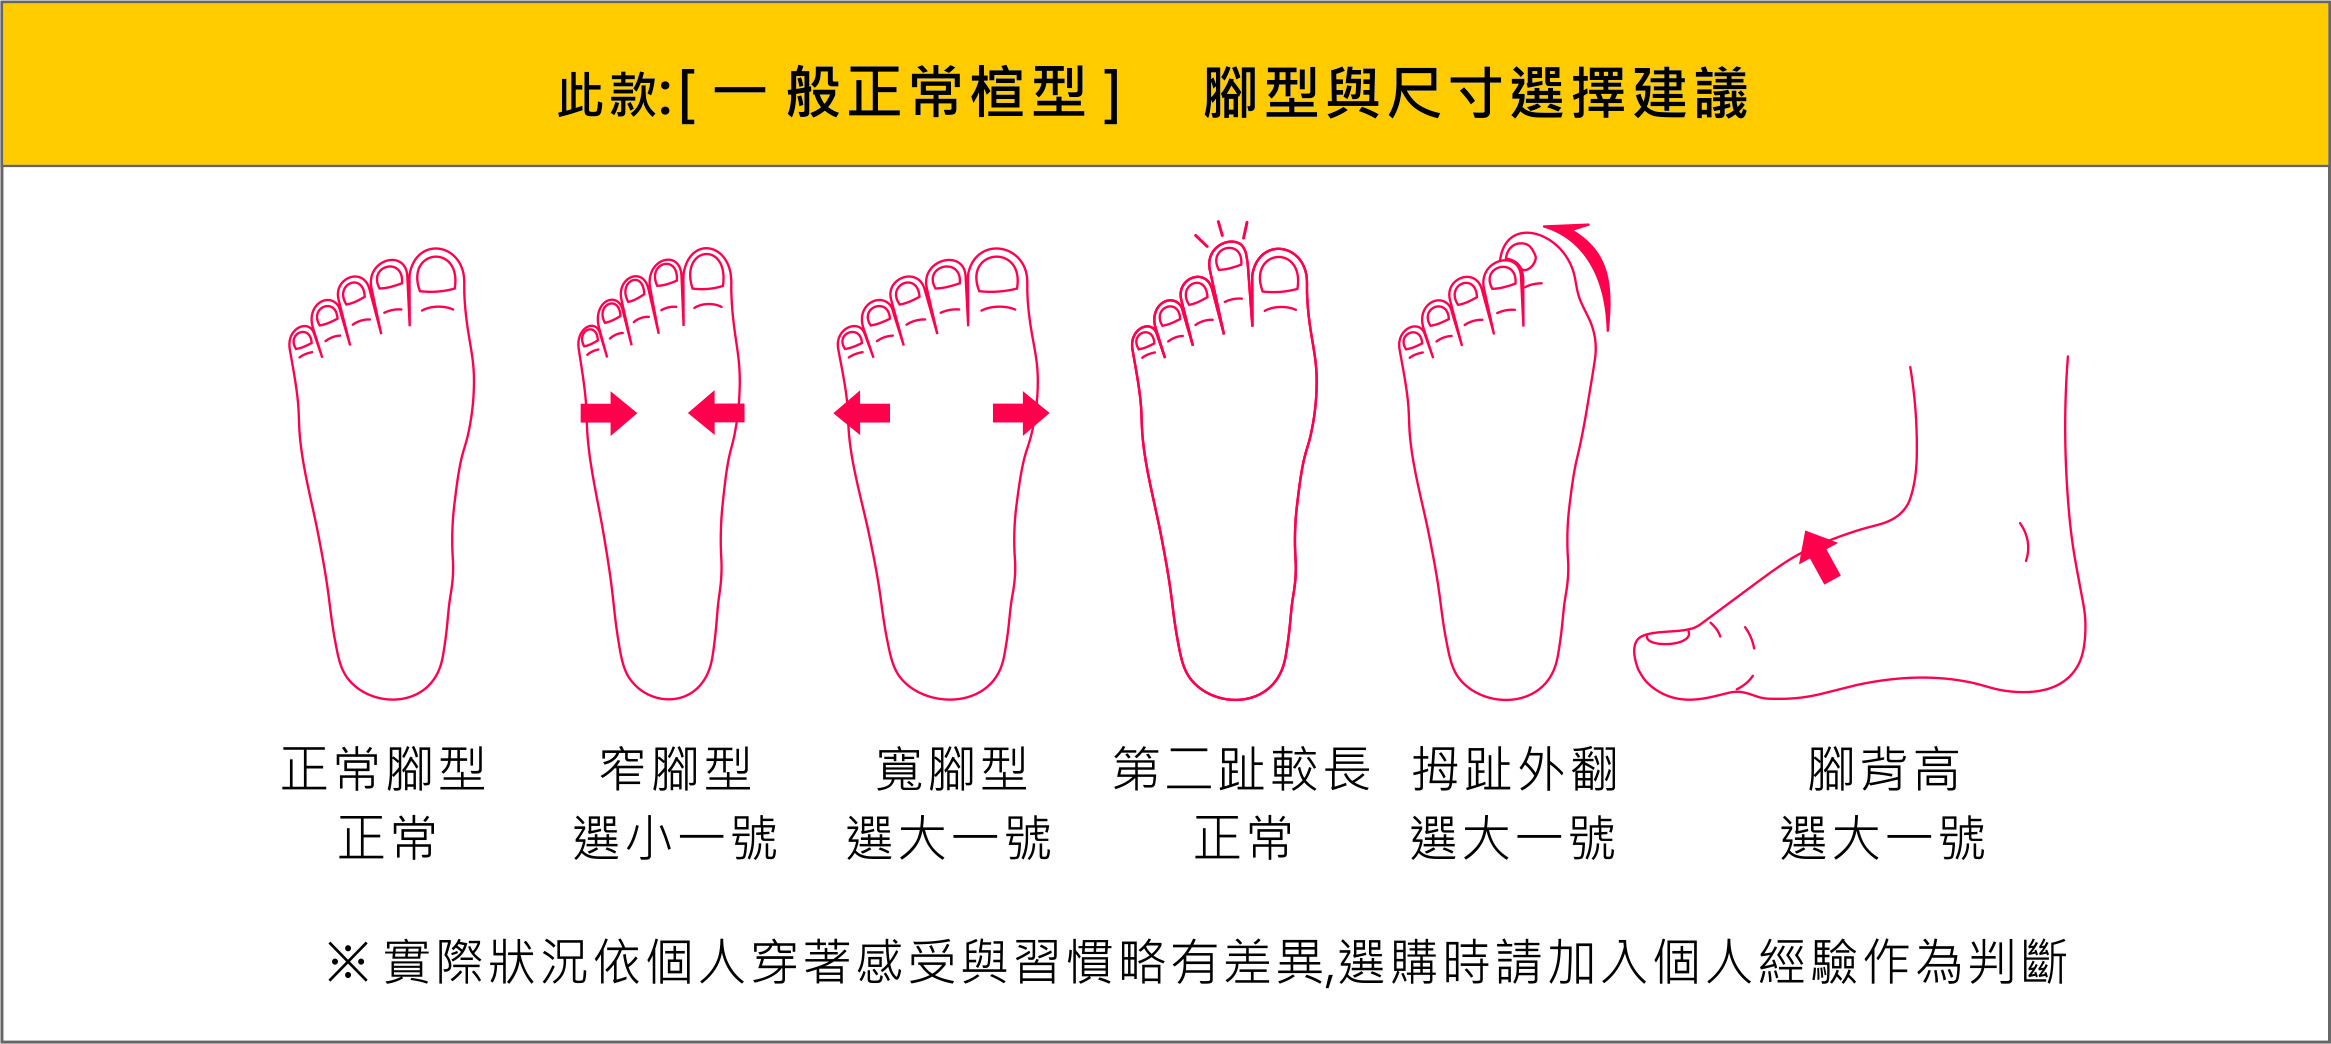 此款:[ 一般正常楦型 ] 腳型與尺寸選擇建議
正常腳型
正常
窄腳型
選小一號
寬腳型
選大一號
第二趾較長
正常
拇趾外翻
選大一號
腳背高
選大一號
※ 實際狀況依個人穿著感受與習慣略有差異,選購時請加入個人經驗作為判斷